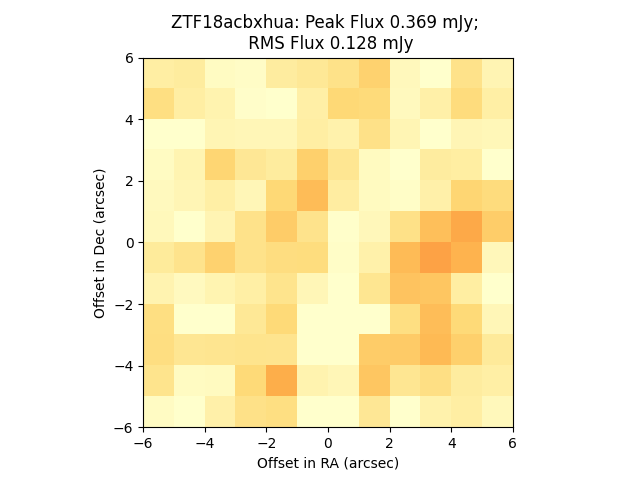 ZTF18acbxhua: Peak Flux 0.369 mJy;
RMS Flux 0.128 mJy
6
4
2
0
−2
−4
−6
Offset in Dec (arcsec)
−6 −4 −2 0 2 4 6
Offset in RA (arcsec)